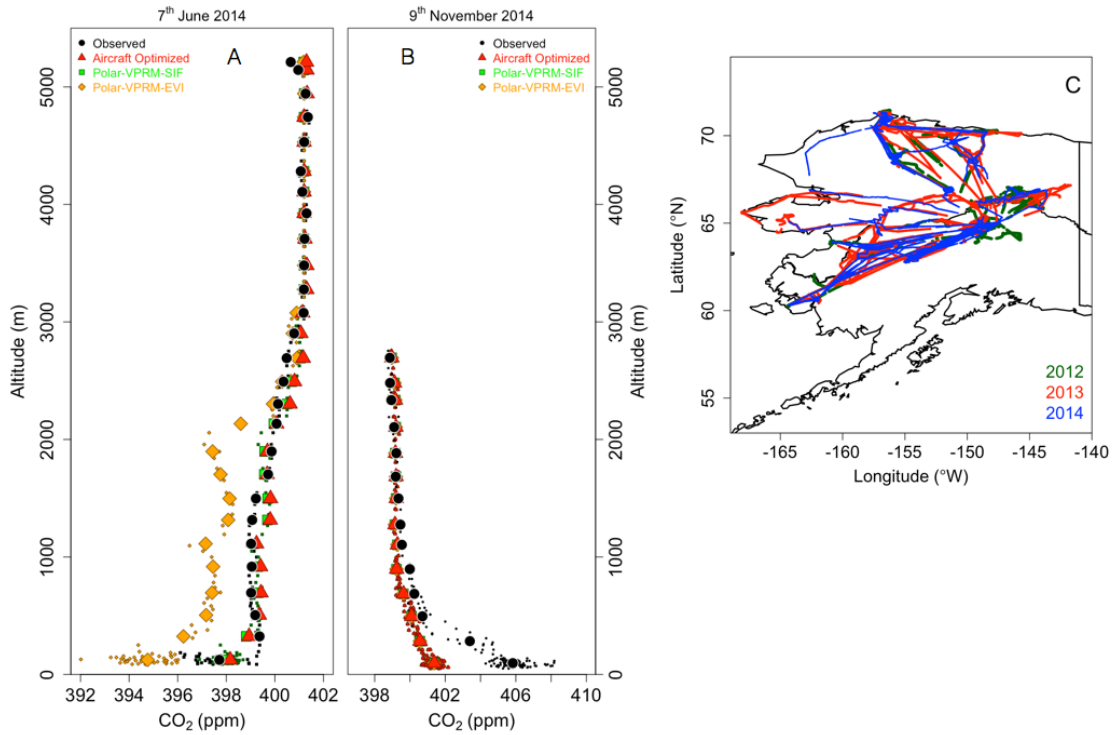 7th June 2014
9th November 2014
A
Observed
Aircraft Optimized
Polar-VPRM-SIF
Polar-VPRM-EVI
B
Observed
Aircraft Optimized
Polar-VPRM-SIF
Polar-VPRM-EVI
Altitude (m)
0
1000
2000
3000
4000
5000
392
394
396
398
400
402
CO2 (ppm)
398
402
406
410
CO2 (ppm)
0
1000
2000
3000
4000
5000
Altitude (m)
C
Latitude (°N)
55
60
65
70
2012
2013
2014
-165
-160
-155
-150
-145
-140
Longitude (°W)